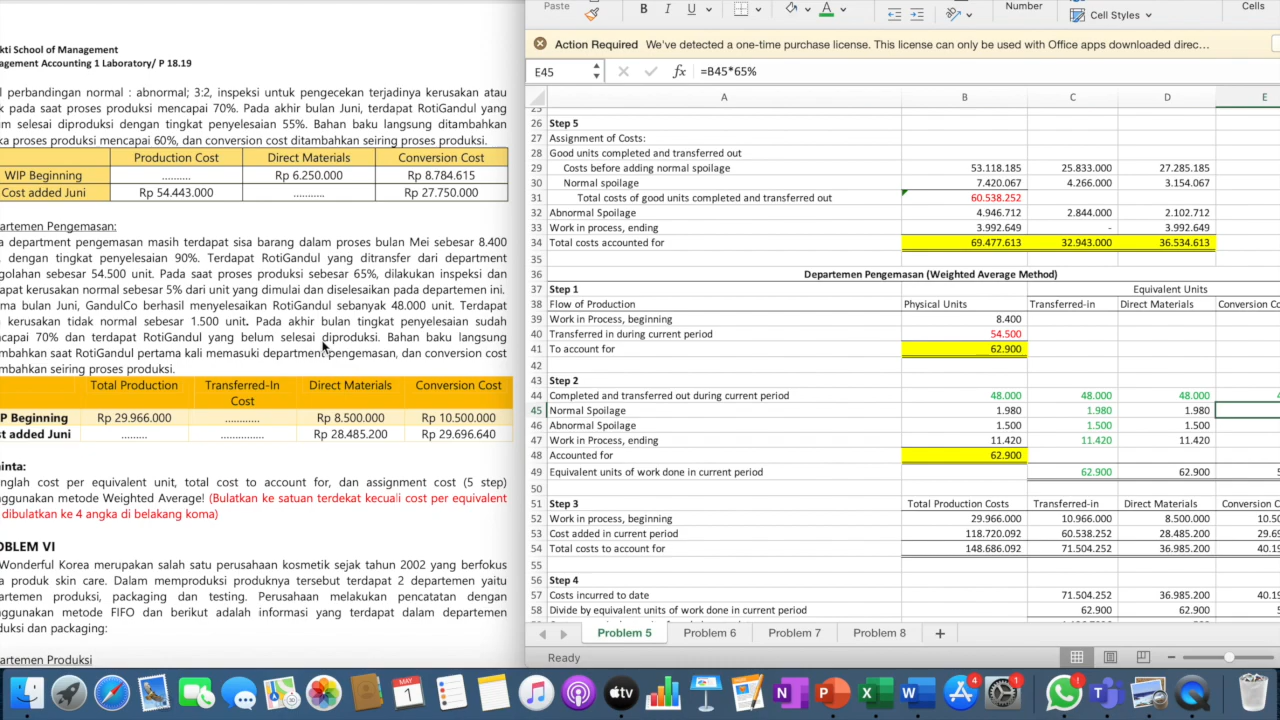 kti School of Management
agement Accounting 1 Laboratory/ P 18.19
l perbandingan normal : abnormal; 3:2, inspeksi untuk pengecekan terjadinya kerusakan atau
k pada saat proses produksi mencapai 70%. Pada akhir bulan Juni, terdapat RotiGandul yang
m selesai diproduksi dengan tingkat penyelesaian 55%. Bahan baku langsung ditambahkan
ka proses produksi mencapai 60%, dan conversion cost ditambahkan seiring proses produksi.
Production Cost Direct Materials Conversion Cost
WIP Beginning .......... Rp 6.250.000 Rp 8.784.615
Cost added Juni Rp 54.443.000 ........... Rp 27.750.000
artemen Pengemasan:
a department pengemasan masih terdapat sisa barang dalam proses bulan Mei sebesar 8.400
, dengan tingkat penyelesaian 90%. Terdapat RotiGandul yang ditransfer dari department
golahan sebesar 54.500 unit. Pada saat proses produksi sebesar 65%, dilakukan inspeksi dan
apat kerusakan normal sebesar 5% dari unit yang dimulai dan diselesaikan pada departemen ini.
ma bulan Juni, GandulCo berhasil menyelesaikan RotiGandul sebanyak 48.000 unit. Terdapat
kerusakan tidak normal sebesar 1.500 unit. Pada akhir bulan tingkat penyelesaian sudah
capai 70% dan terdapat RotiGandul yang belum selesai diproduksi. Bahan baku langsung
mbahkan saat RotiGandul pertama kali memasuki department pengemasan, dan conversion cost
mbahkan seiring proses produksi.
Total Production Transferred-In Cost Direct Materials Conversion Cost
P Beginning Rp 29.966.000 ............ Rp 8.500.000 Rp 10.500.000
st added Juni ......... .............. Rp 28.485.200 Rp 29.696.640
inta:
nglah cost per equivalent unit, total cost to account for, dan assignment cost (5 step)
ggunakan metode Weighted Average! (Bulatkan ke satuan terdekat kecuali cost per equivalent
dibulatkan ke 4 angka di belakang koma)
OBLEM VI
Wonderful Korea merupakan salah satu perusahaan kosmetik sejak tahun 2002 yang berfokus
a produk skin care. Dalam memproduksi produknya tersebut terdapat 2 departemen yaitu
artemen produksi, packaging dan testing. Perusahaan melakukan pencatatan dengan
ggunakan metode FIFO dan berikut adalah informasi yang terdapat dalam departemen
duksi dan packaging:
artemen Produksi
Paste B I U A Cell Styles Number Cells
Action Required We've detected a one-time purchase license. This license can only be used with Office apps downloaded direc...
E45 fx =B45*65%
A B C D E
26 Step 5
27 Assignment of Costs:
28 Good units completed and transferred out
29 Costs before adding normal spoilage 53.118.185 25.833.000 27.285.185
30 Normal spoilage 7.420.067 4.266.000 3.154.067
31 Total costs of good units completed and transferred out 60.538.252
32 Abnormal Spoilage 4.946.712 2.844.000 2.102.712
33 Work in process, ending 3.992.649 - 3.992.649
34 Total costs accounted for 69.477.613 32.943.000 36.534.613
35
36 Departemen Pengemasan (Weighted Average Method)
37 Step 1 Equivalent Units
38 Flow of Production Physical Units Transferred-in Direct Materials Conversion Co
39 Work in Process, beginning 8.400
40 Transferred in during current period 54.500
41 To account for 62.900
42
43 Step 2
44 Completed and transferred out during current period 48.000 48.000 48.000 4
45 Normal Spoilage 1.980 1.980 1.980
46 Abnormal Spoilage 1.500 1.500 1.500
47 Work in Process, ending 11.420 11.420 11.420
48 Accounted for 62.900
49 Equivalent units of work done in current period 62.900 62.900 5
50
51 Step 3 Total Production Costs Transferred-in Direct Materials Conversion Co
52 Work in process, beginning 29.966.000 10.966.000 8.500.000 10.50
53 Cost added in current period 118.720.092 60.538.252 28.485.200 29.69
54 Total costs to account for 148.686.092 71.504.252 36.985.200 40.19
55
56 Step 4
57 Costs incurred to date 71.504.252 36.985.200 40.19
58 Divide by equivalent units of work done in current period 62.900 62.900 5
Problem 5 Problem 6 Problem 7 Problem 8 +
Ready
MAY 1 tv N P X W 4 1 1 T